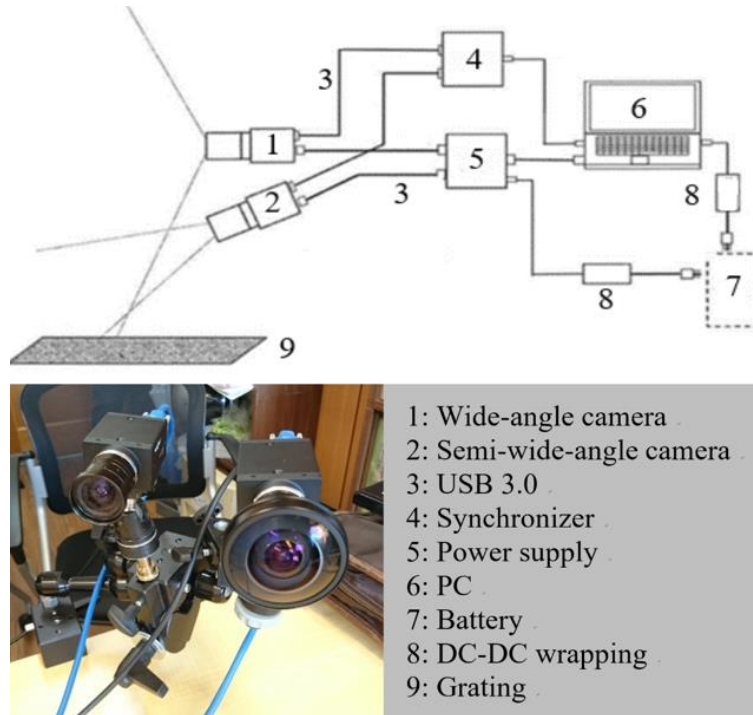 4
3
6
1
5
2
3
8
7
8
9
1: Wide-angle camera
2: Semi-wide-angle camera
3: USB 3.0
4: Synchronizer
5: Power supply
6: PC
7: Battery
8: DC-DC wrapping
9: Grating